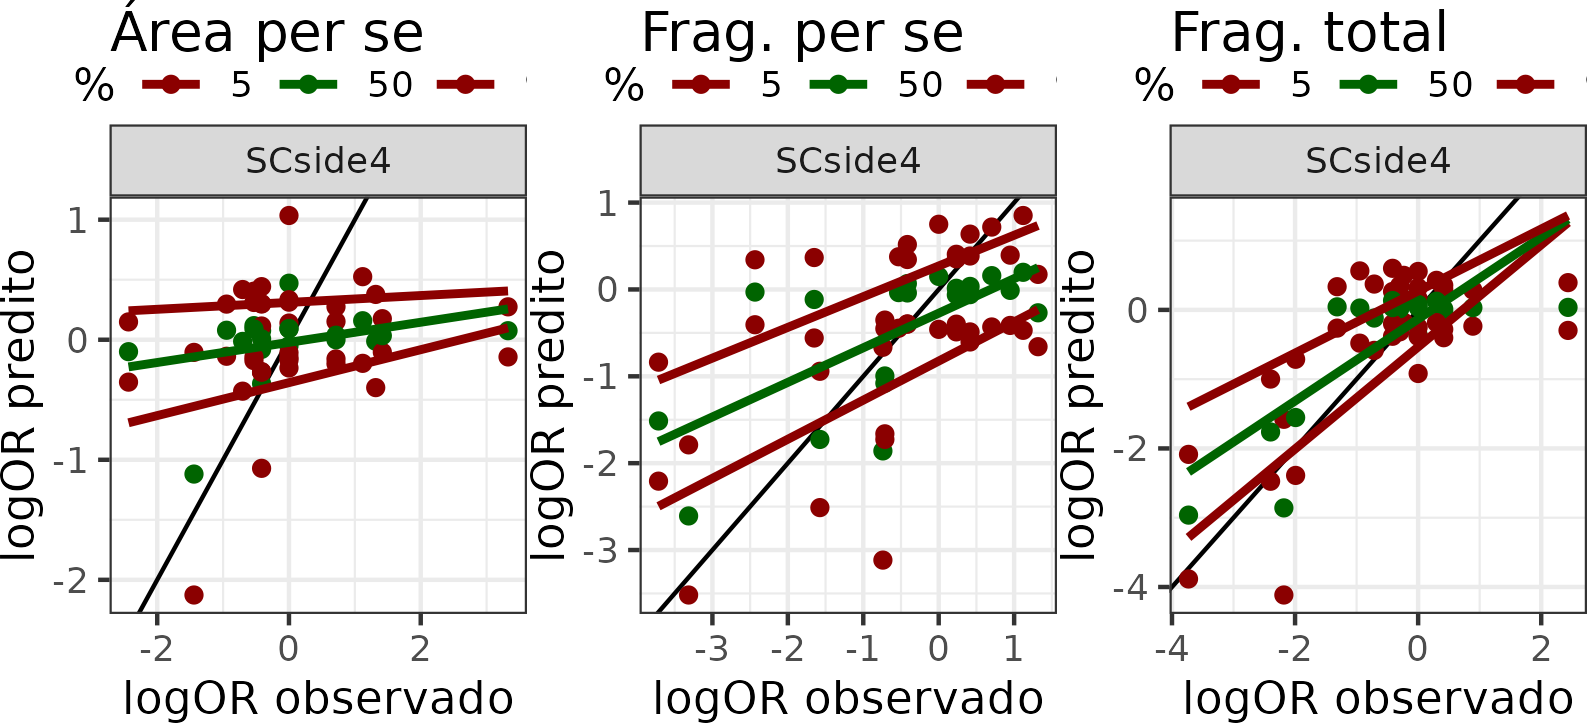 Área per se
% 5 50
SCside4
1
0
-1
-2
-2 0 2
logOR predito
logOR observado
Frag. per se
% 5 50
SCside4
1
0
-1
-2
-3
-3 -2 -1 0 1
logOR predito
logOR observado
Frag. total
% 5 50
SCside4
0
-2
-4
-4 -2 0 2
logOR predito
logOR observado